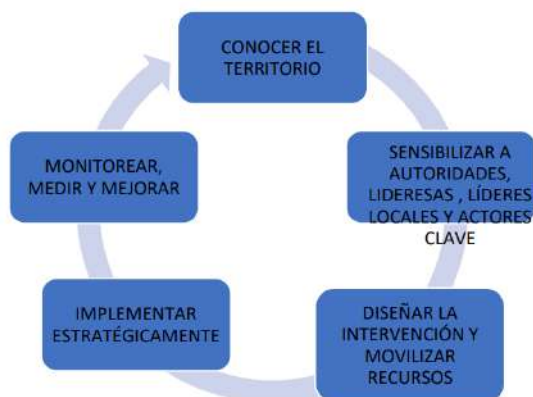 CONOCER EL
TERRITORIO
SENSIBILIZAR A
AUTORIDADES,
LIDERESAS , LÍDERES
LOCALES Y ACTORES
CLAVE
DISEÑAR LA
INTERVENCIÓN Y
MOVILIZAR
RECURSOS
IMPLEMENTAR
ESTRATÉGICAMENTE
MONITOREAR,
MEDIR Y MEJORAR